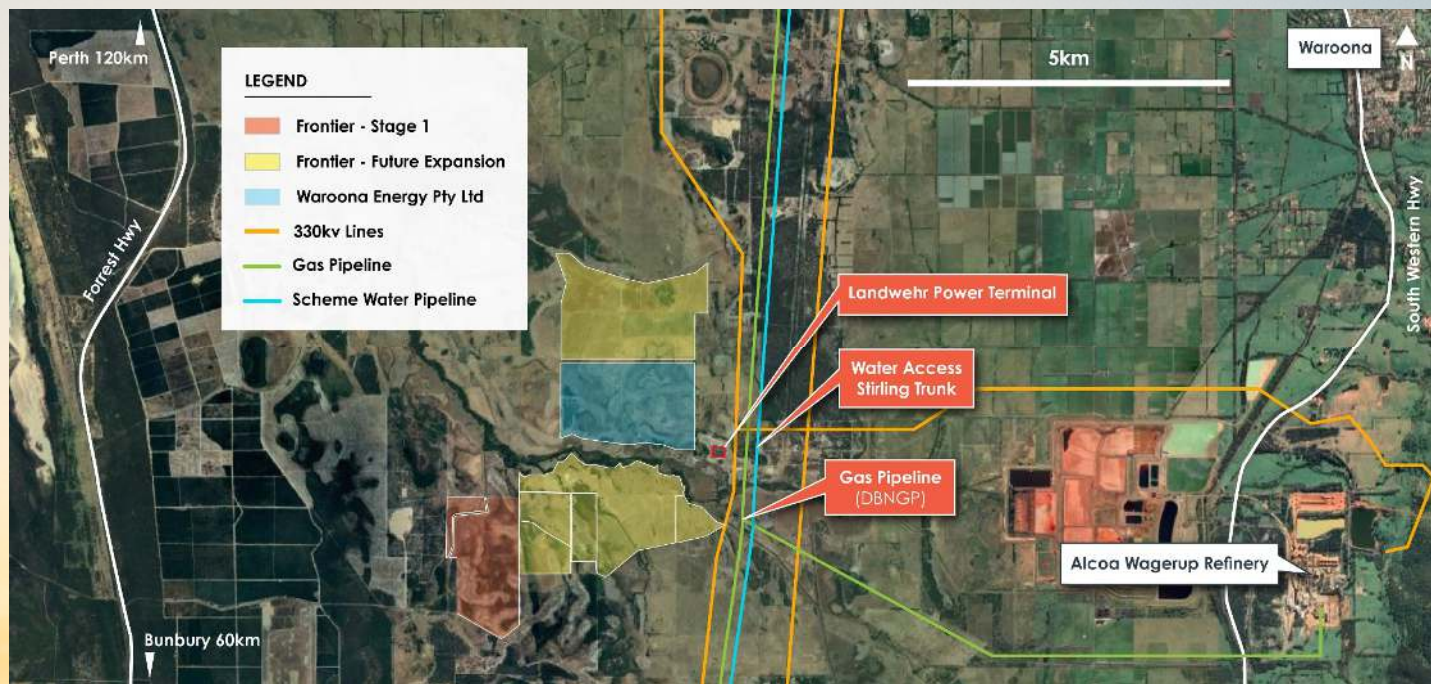 Perth 120km
LEGEND
Frontier - Stage 1
Frontier - Future Expansion
Waroona Energy Pty Ltd
330kv Lines
Gas Pipeline
Scheme Water Pipeline
Forrest Hwy
5km
Waroona
N
South Western Hwy
Landwehr Power Terminal
Water Access
Stirling Trunk
Gas Pipeline
(DBNGP)
Alcoa Wagerup Refinery
Bunbury 60km